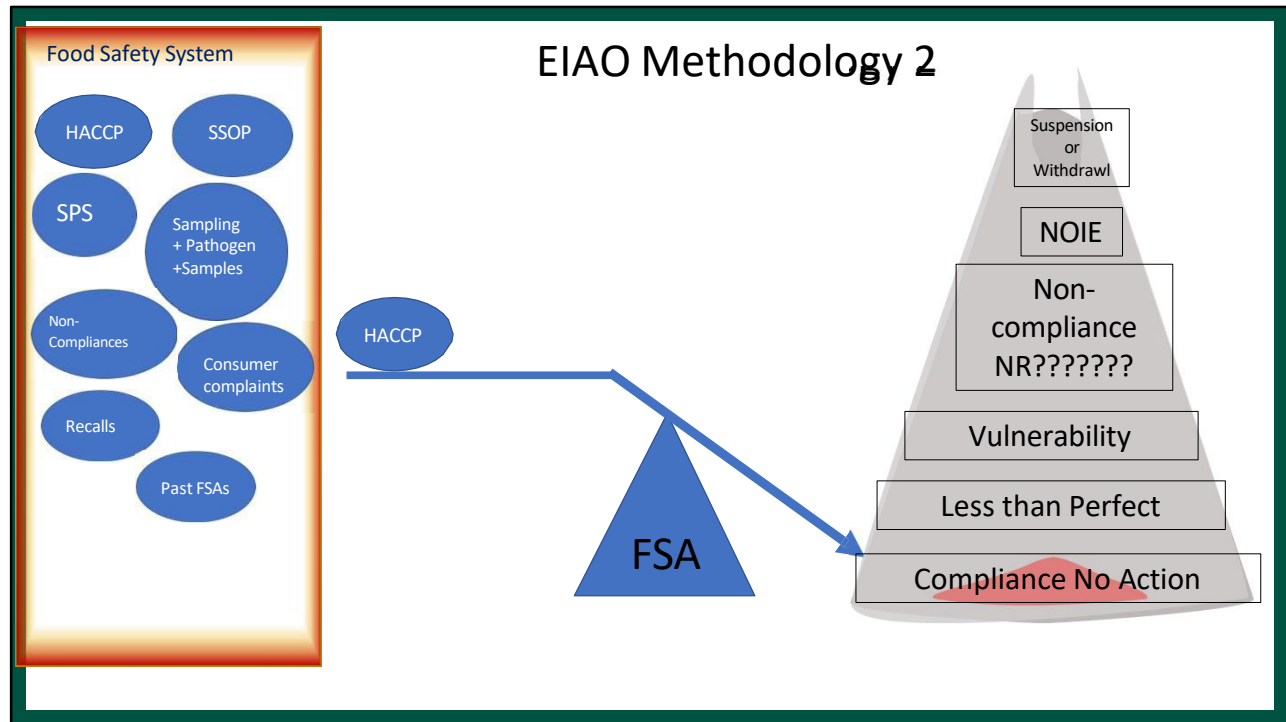 Food Safety System
EIAO Methodology 2
HACCP
SSOP
SPS
Sampling
+ Pathogen
+Samples
Non-
Compliances
Consumer
complaints
Recalls
Past FSAs
HACCP
FSA
Suspension
or
Withdrawl
NOIE
Non-
compliance
NR???????
Vulnerability
Less than Perfect
Compliance No Action